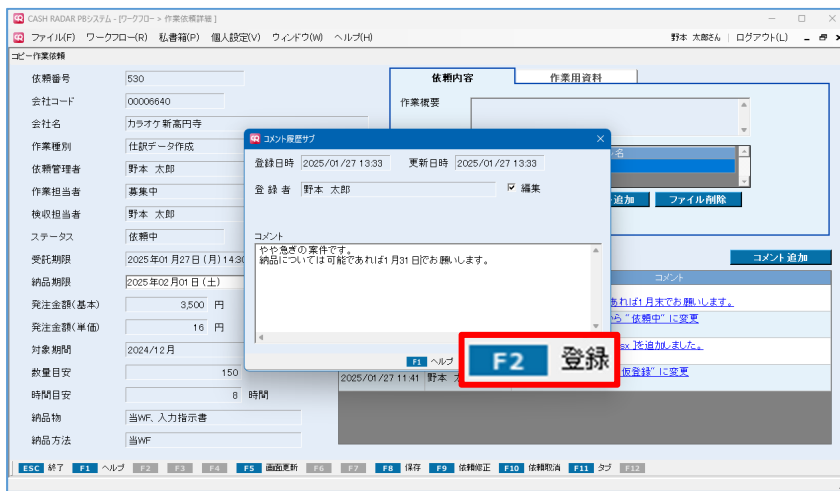 CASH RADAR PBシステム - [ワークフロー > 作業依頼詳細 ]
ファイル(F) ワークフロー(R) 私書箱(P) 個人設定(V) ウィンドウ(W) ヘルプ(H) 野本 太郎さん | ログアウト(L)
コピー作業依頼
依頼内容 作業用資料
依頼番号 530
会社コード 00006640
会社名 カラオケ新高円寺
作業種別 仕訳データ作成
依頼管理者 野本 太郎
作業担当者 募集中
検収担当者 野本 太郎
ステータス 依頼中
受託期限 2025年01月27日(月)14:30
納品期限 2025年02月01日(土)
発注金額(基本) 3,500 円
発注金額(単価) 16 円
対象期間 2024/12月
数量目安 150
時間目安 8 時間
納品物 当WF、入力指示書
納品方法 当WF
作業概要
名
追加 ファイル削除
コメント追加
コメント
あれば1月末でお願いします。
ら“依頼中”に変更
sx ]を追加しました。
仮登録”に変更
2025/01/27 11:41 野本
コメント履歴サブ
登録日時 2025/01/27 13:33 更新日時 2025/01/27 13:33
登録者 野本 太郎 編集
コメント
やや急ぎの案件です。
納品については可能であれば1月31日でお願いします。
F1 ヘルプ
F2 登録
ESC 終了 F1 ヘルプ F2 F3 F4 F5 画面更新 F6 F7 F8 保存 F9 依頼修正 F10 依頼取消 F11 タブ F12